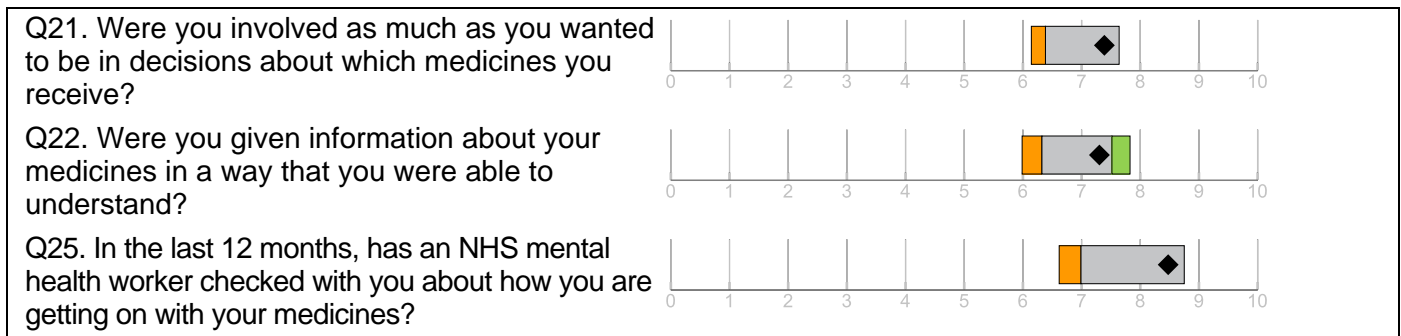 Q21. Were you involved as much as you wanted
to be in decisions about which medicines you
receive?
0 1 2 3 4 5 6 7 8 9 10
Q22. Were you given information about your
medicines in a way that you were able to
understand?
0 1 2 3 4 5 6 7 8 9 10
Q25. In the last 12 months, has an NHS mental
health worker checked with you about how you are
getting on with your medicines?
0 1 2 3 4 5 6 7 8 9 10